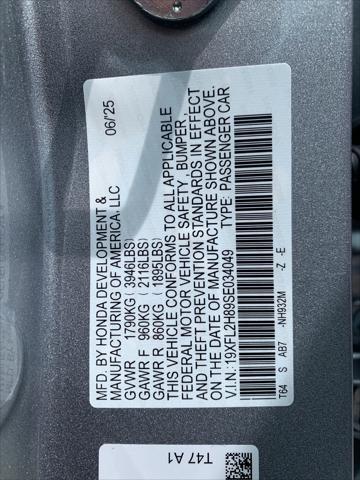 MFD. BY HONDA DEVELOPMENT & 06/'25
MANUFACTURING OF AMERICA, LLC
GVWR 1790KG (3946LBS)
GAWR F 960KG (2116LBS)
GAWR R 860KG (1895LBS)
THIS VEHICLE CONFORMS TO ALL APPLICABLE
FEDERAL MOTOR VEHICLE SAFETY, BUMPER,
AND THEFT PREVENTION STANDARDS IN EFFECT
ON THE DATE OF MANUFACTURE SHOWN ABOVE.
V.I.N.: 19XFL2H89SE034049 TYPE: PASSENGER CAR
T64 S AB7 -NH932M -Z -E
T47 A1